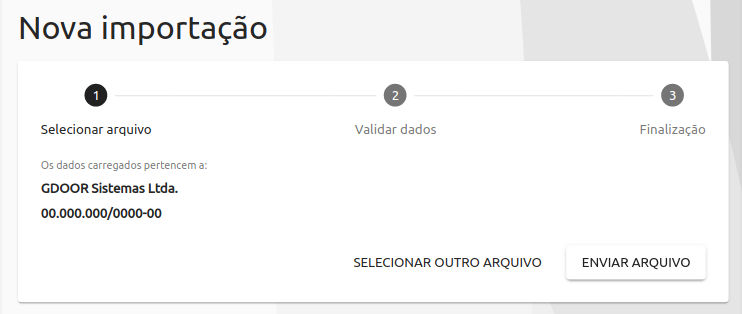 Nova importação
1
2
3
Selecionar arquivo
Validar dados
Finalização
Os dados carregados pertencem a:
GDOOR Sistemas Ltda.
00.000.000/0000-00
SELECIONAR OUTRO ARQUIVO
ENVIAR ARQUIVO